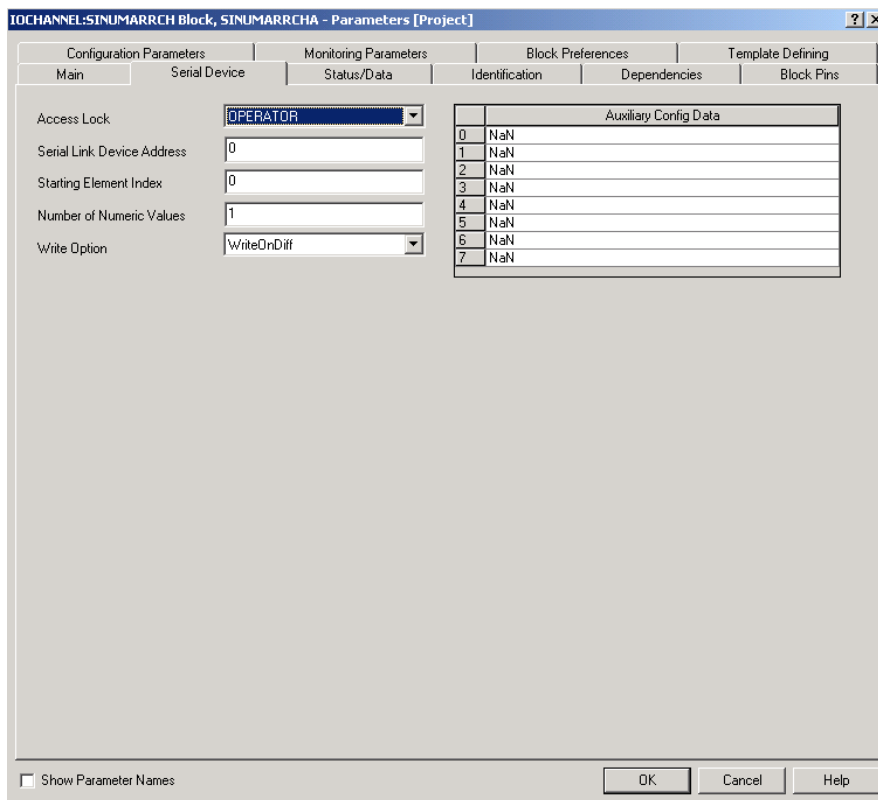 IOCHANNEL:SINUMARRCH Block, SINUMARRCHA - Parameters [Project]
Configuration Parameters Monitoring Parameters Block Preferences Template Defining
Main Serial Device Status/Data Identification Dependencies Block Pins
Access Lock OPERATOR
Serial Link Device Address 0
Starting Element Index 0
Number of Numeric Values 1
Write Option WriteOnDiff
Auxiliary Config Data
0 NaN
1 NaN
2 NaN
3 NaN
4 NaN
5 NaN
6 NaN
7 NaN
Show Parameter Names OK Cancel Help